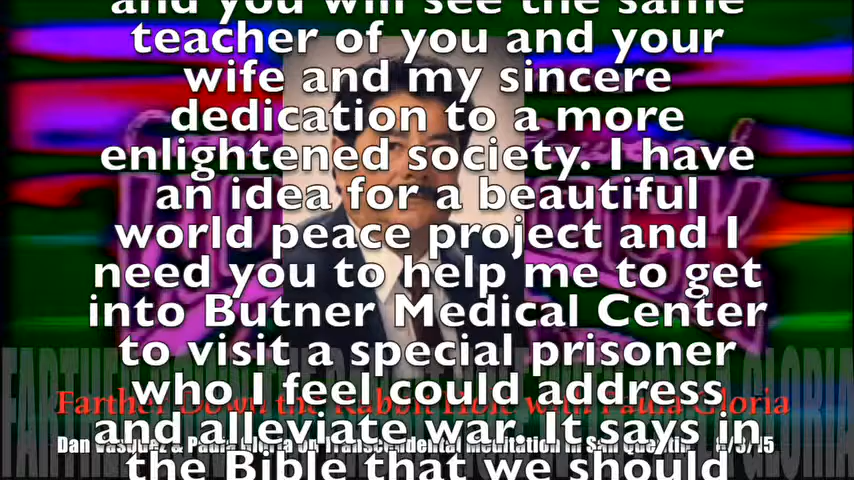 and you will see the same
teacher of you and your
wife and my sincere
dedication to a more
enlightened society. I have
an idea for a beautiful
world peace project and I
need you to help me to get
into Butner Medical Center
to visit a special prisoner
who I feel could address
and alleviate war. It says in
the Bible that we should
Farther Down the Rabbit Hole with Paula Gloria
Dan Vasquez & Paula Gloria on Transcendental Meditation in San Quentin